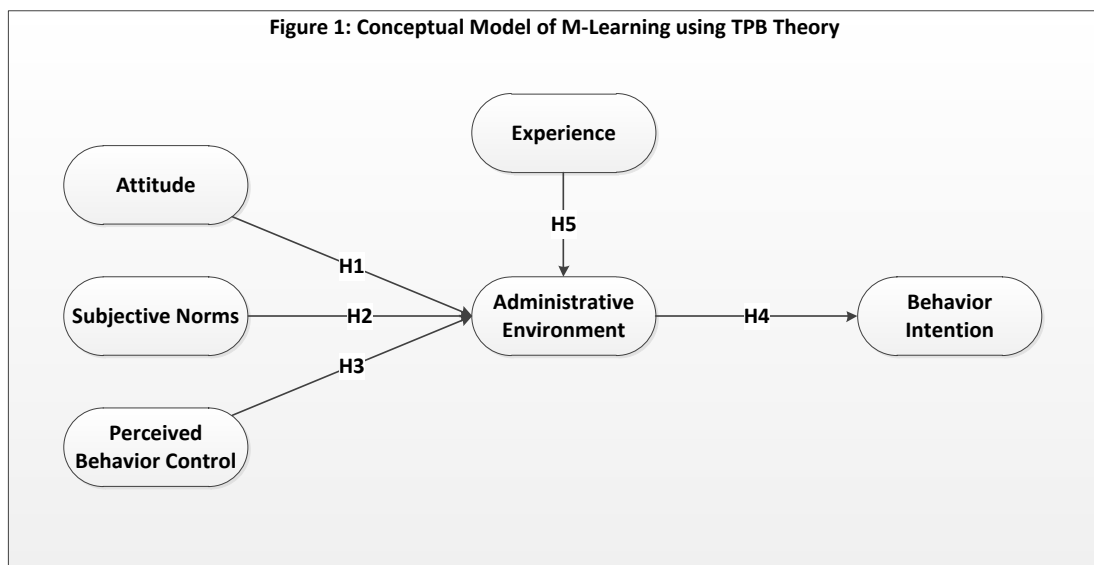 Figure 1: Conceptual Model of M-Learning using TPB Theory
Experience
Attitude
H5
H1
Subjective Norms
H2
Administrative
Environment
H4
Behavior
Intention
H3
Perceived
Behavior Control